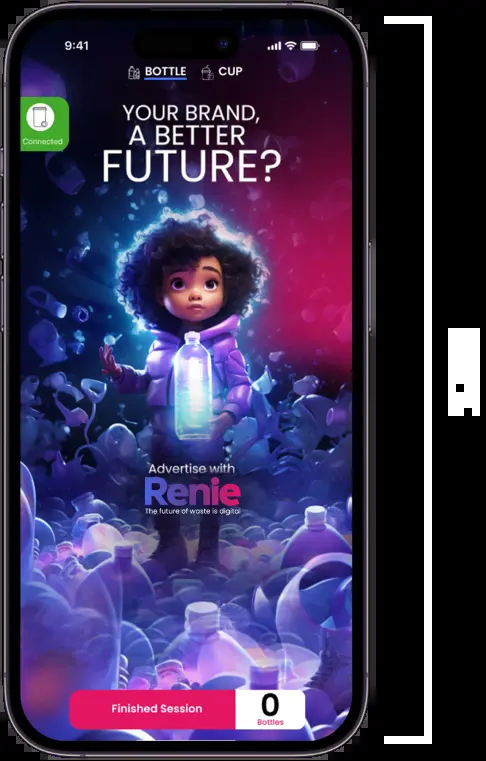 9:41
BOTTLE
CUP
Connected
YOUR BRAND,
A BETTER
FUTURE?
Advertise with
Renie
The future of waste is digital
Finished Session
0
Bottles